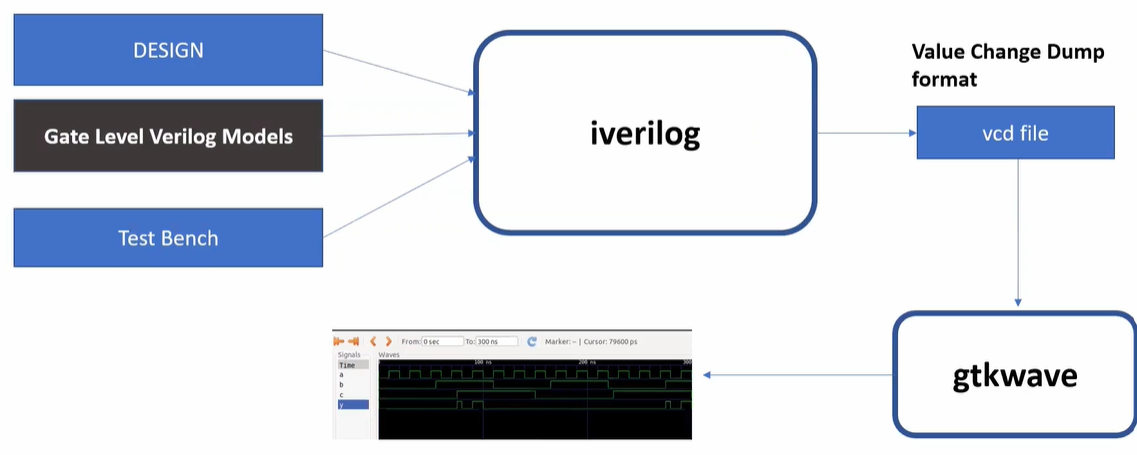 DESIGN
Gate Level Verilog Models
Test Bench
iverilog
Value Change Dump
format
vcd file
gtkwave
From: 0 sec To: 300 ns Marker: -- | Cursor: 79600 ps
Signals Waves
Time
a
b
c
y
100 ns 200 ns 300